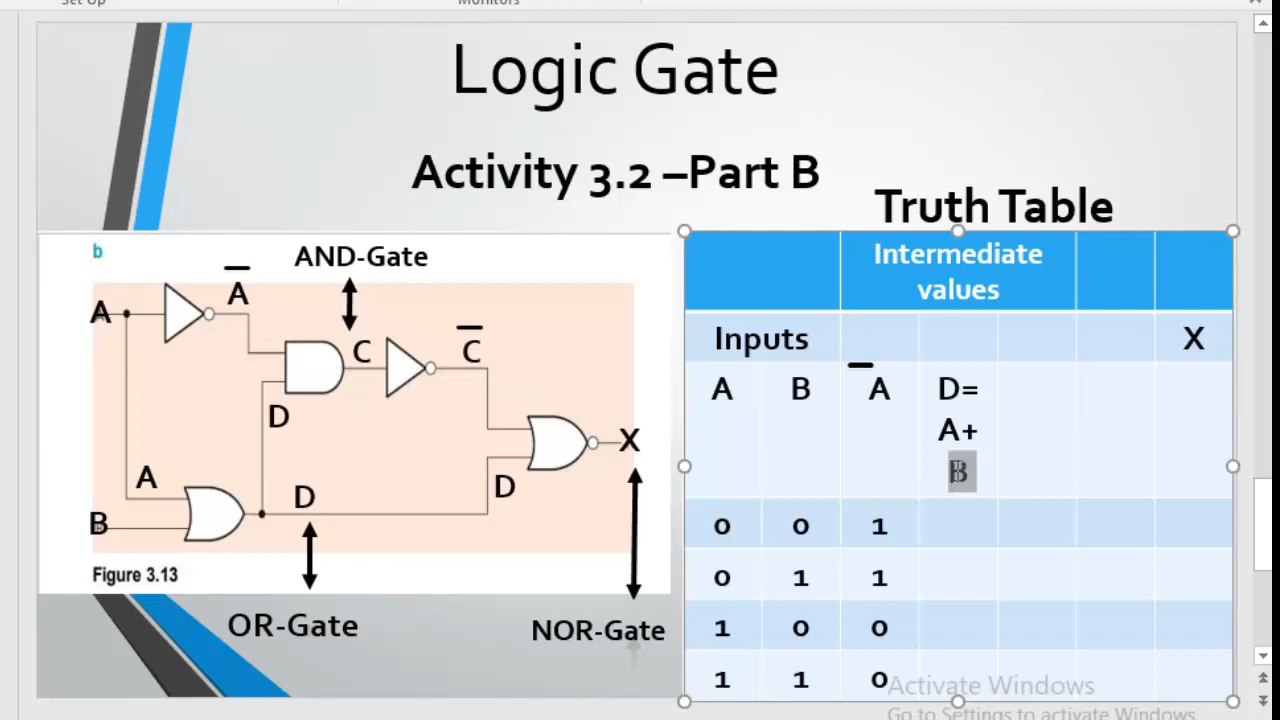 Set Up
Monitors
Logic Gate
Activity 3.2 –Part B
Truth Table
b
AND-Gate
A
A
C
C
D
X
A
D
D
B
Figure 3.13
OR-Gate
NOR-Gate
Intermediate
values
Inputs X
A B A D=
A+
B
0 0 1
0 1 1
1 0 0
1 1 0
Activate Windows
Go to Settings to activate Windows.